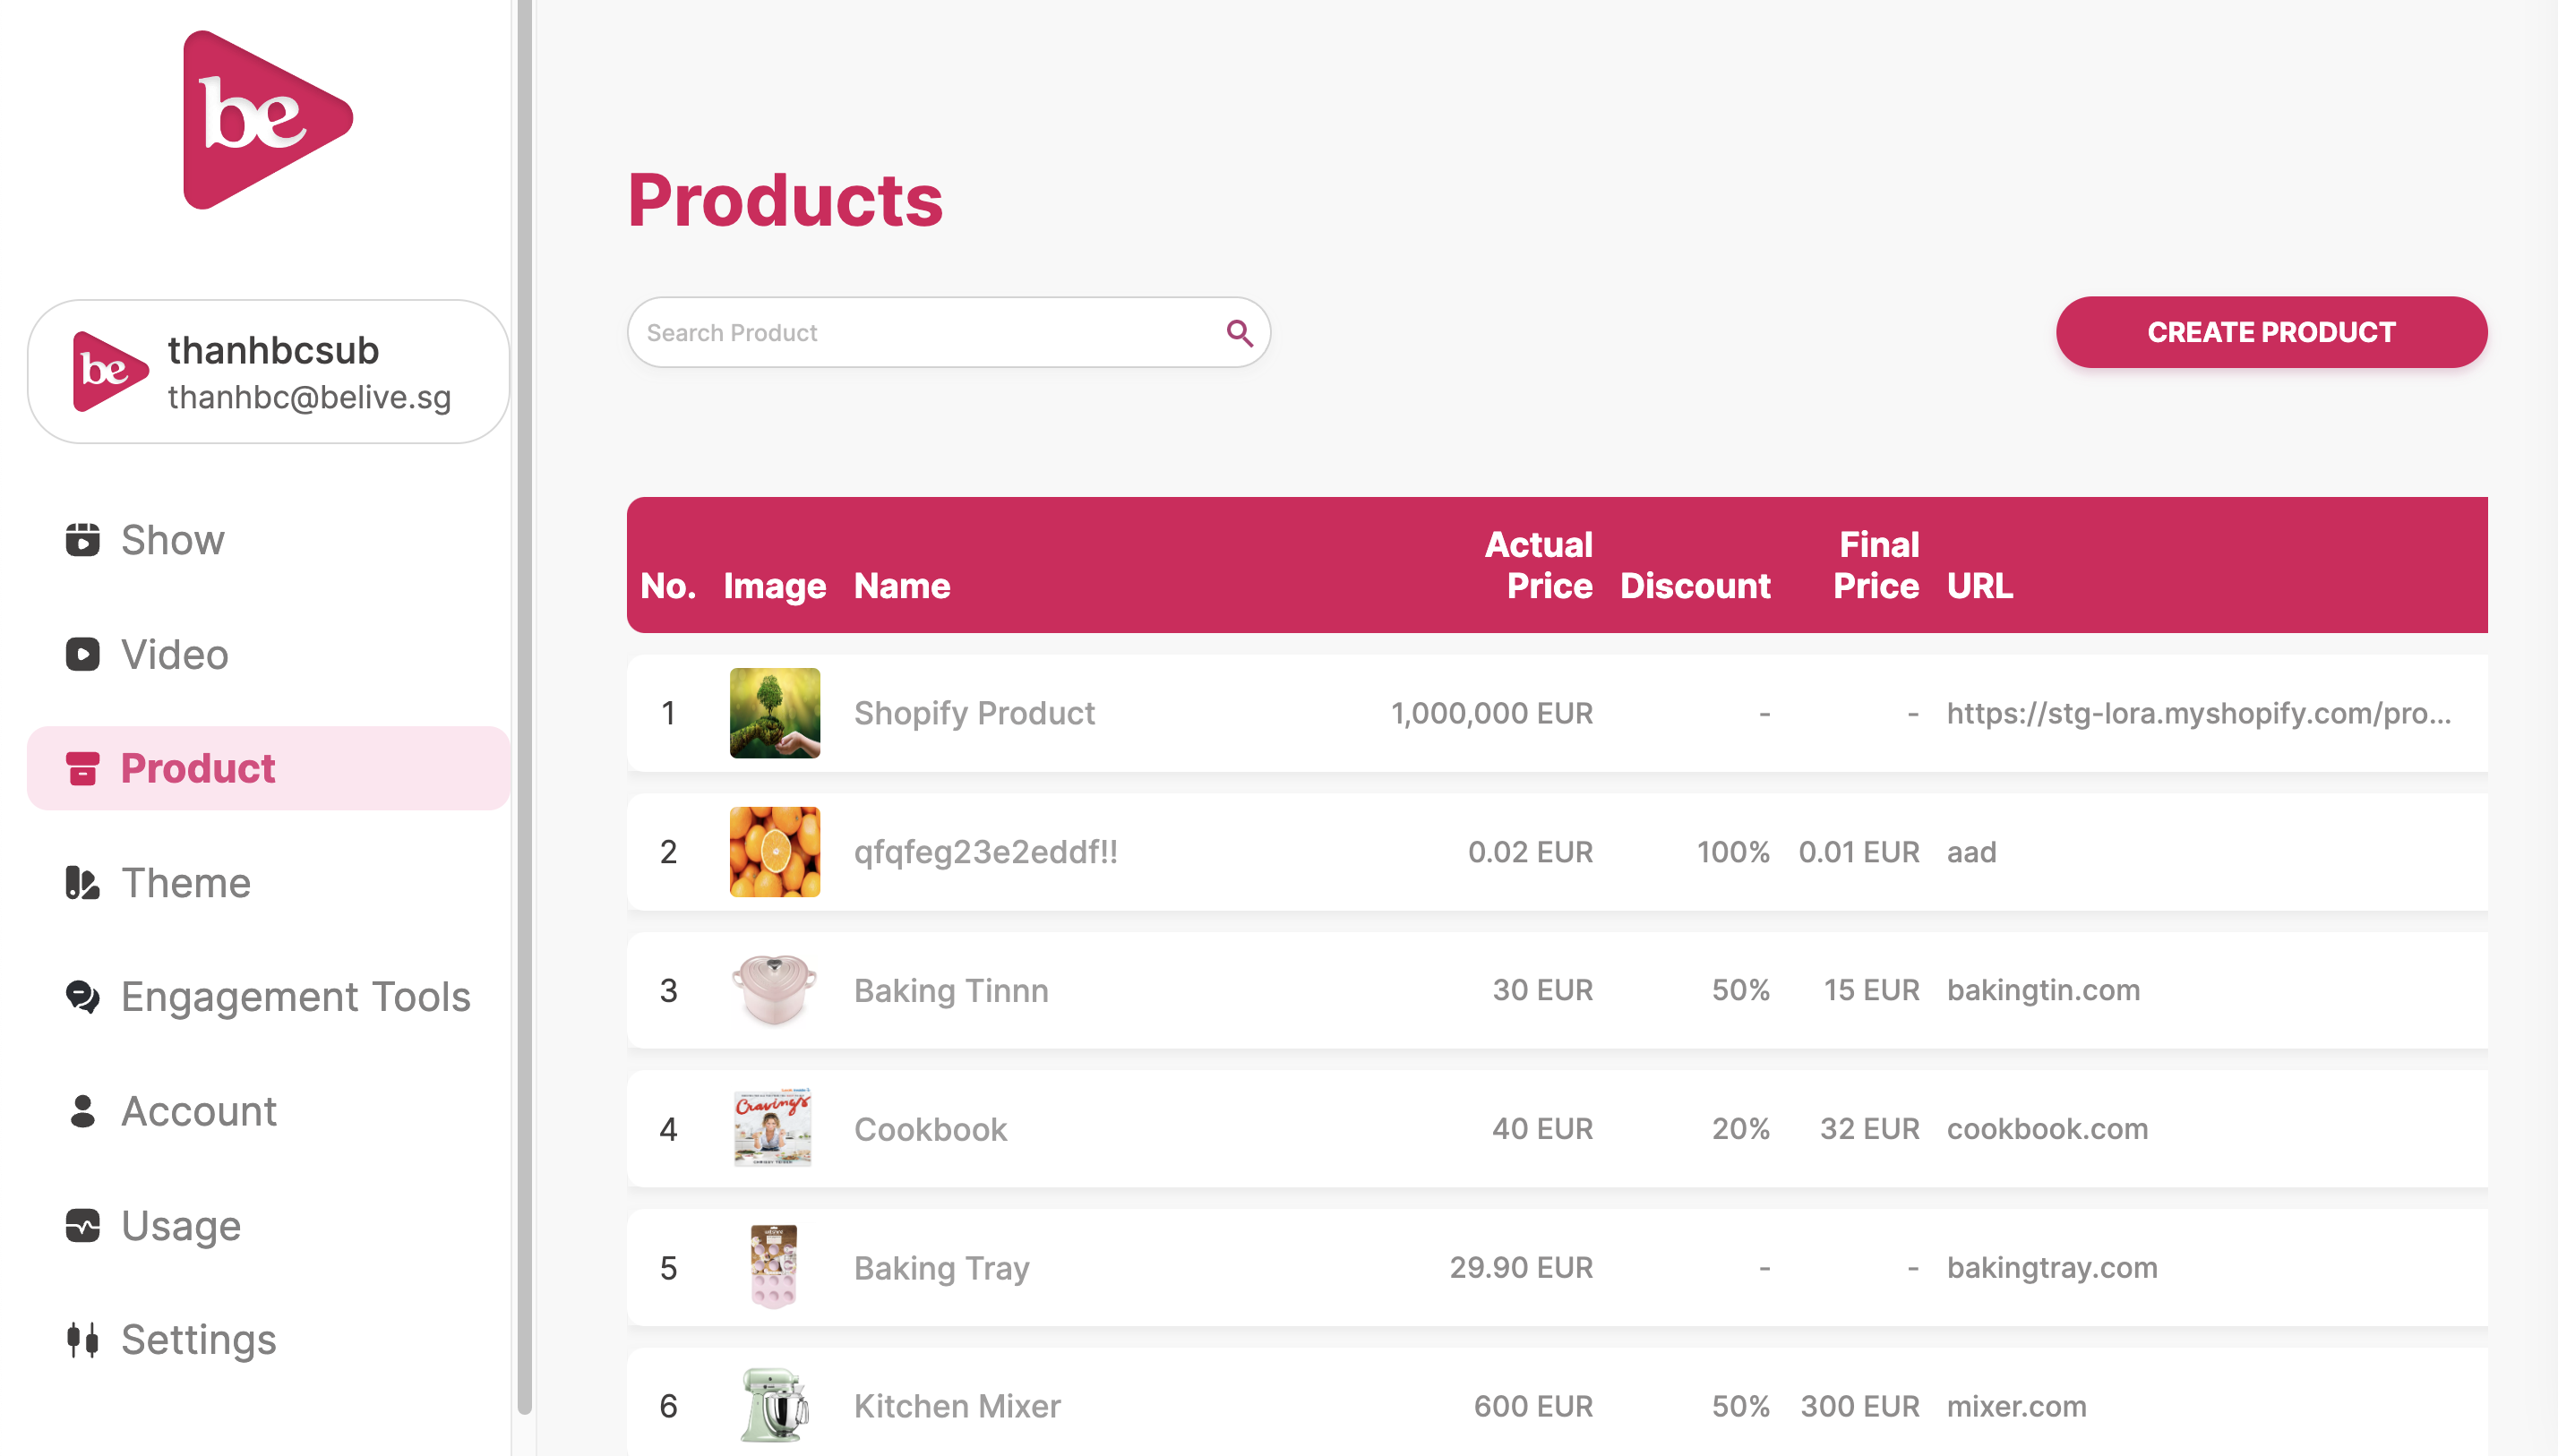 be
be
thanhbcsub
thanhbc@belive.sg
Show
Video
Product
Theme
Engagement Tools
Account
Usage
Settings
Products
Search Product
CREATE PRODUCT
No. Image Name Actual Price Discount Final Price URL
1 Shopify Product 1,000,000 EUR - - https://stg-lora.myshopify.com/pro...
2 qfqfeg23e2eddf!! 0.02 EUR 100% 0.01 EUR aad
3 Baking Tinnn 30 EUR 50% 15 EUR bakingtin.com
4 Cravings Cookbook 40 EUR 20% 32 EUR cookbook.com
5 Baking Tray 29.90 EUR - - bakingtray.com
6 Kitchen Mixer 600 EUR 50% 300 EUR mixer.com